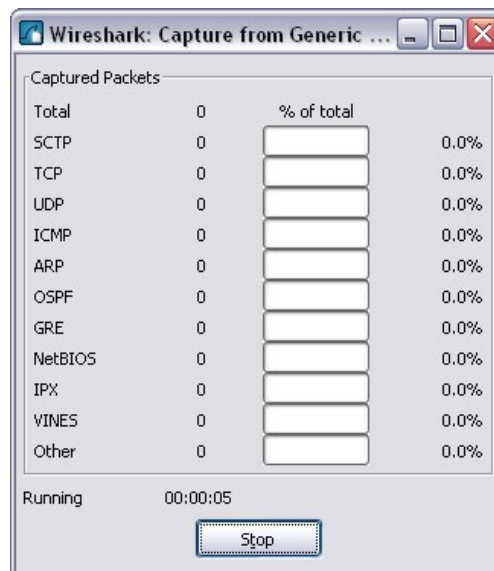 Wireshark: Capture from Generic ...
Captured Packets
Total 0 % of total
SCTP 0 0.0%
TCP 0 0.0%
UDP 0 0.0%
ICMP 0 0.0%
ARP 0 0.0%
OSPF 0 0.0%
GRE 0 0.0%
NetBIOS 0 0.0%
IPX 0 0.0%
VINES 0 0.0%
Other 0 0.0%
Running 00:00:05
Stop